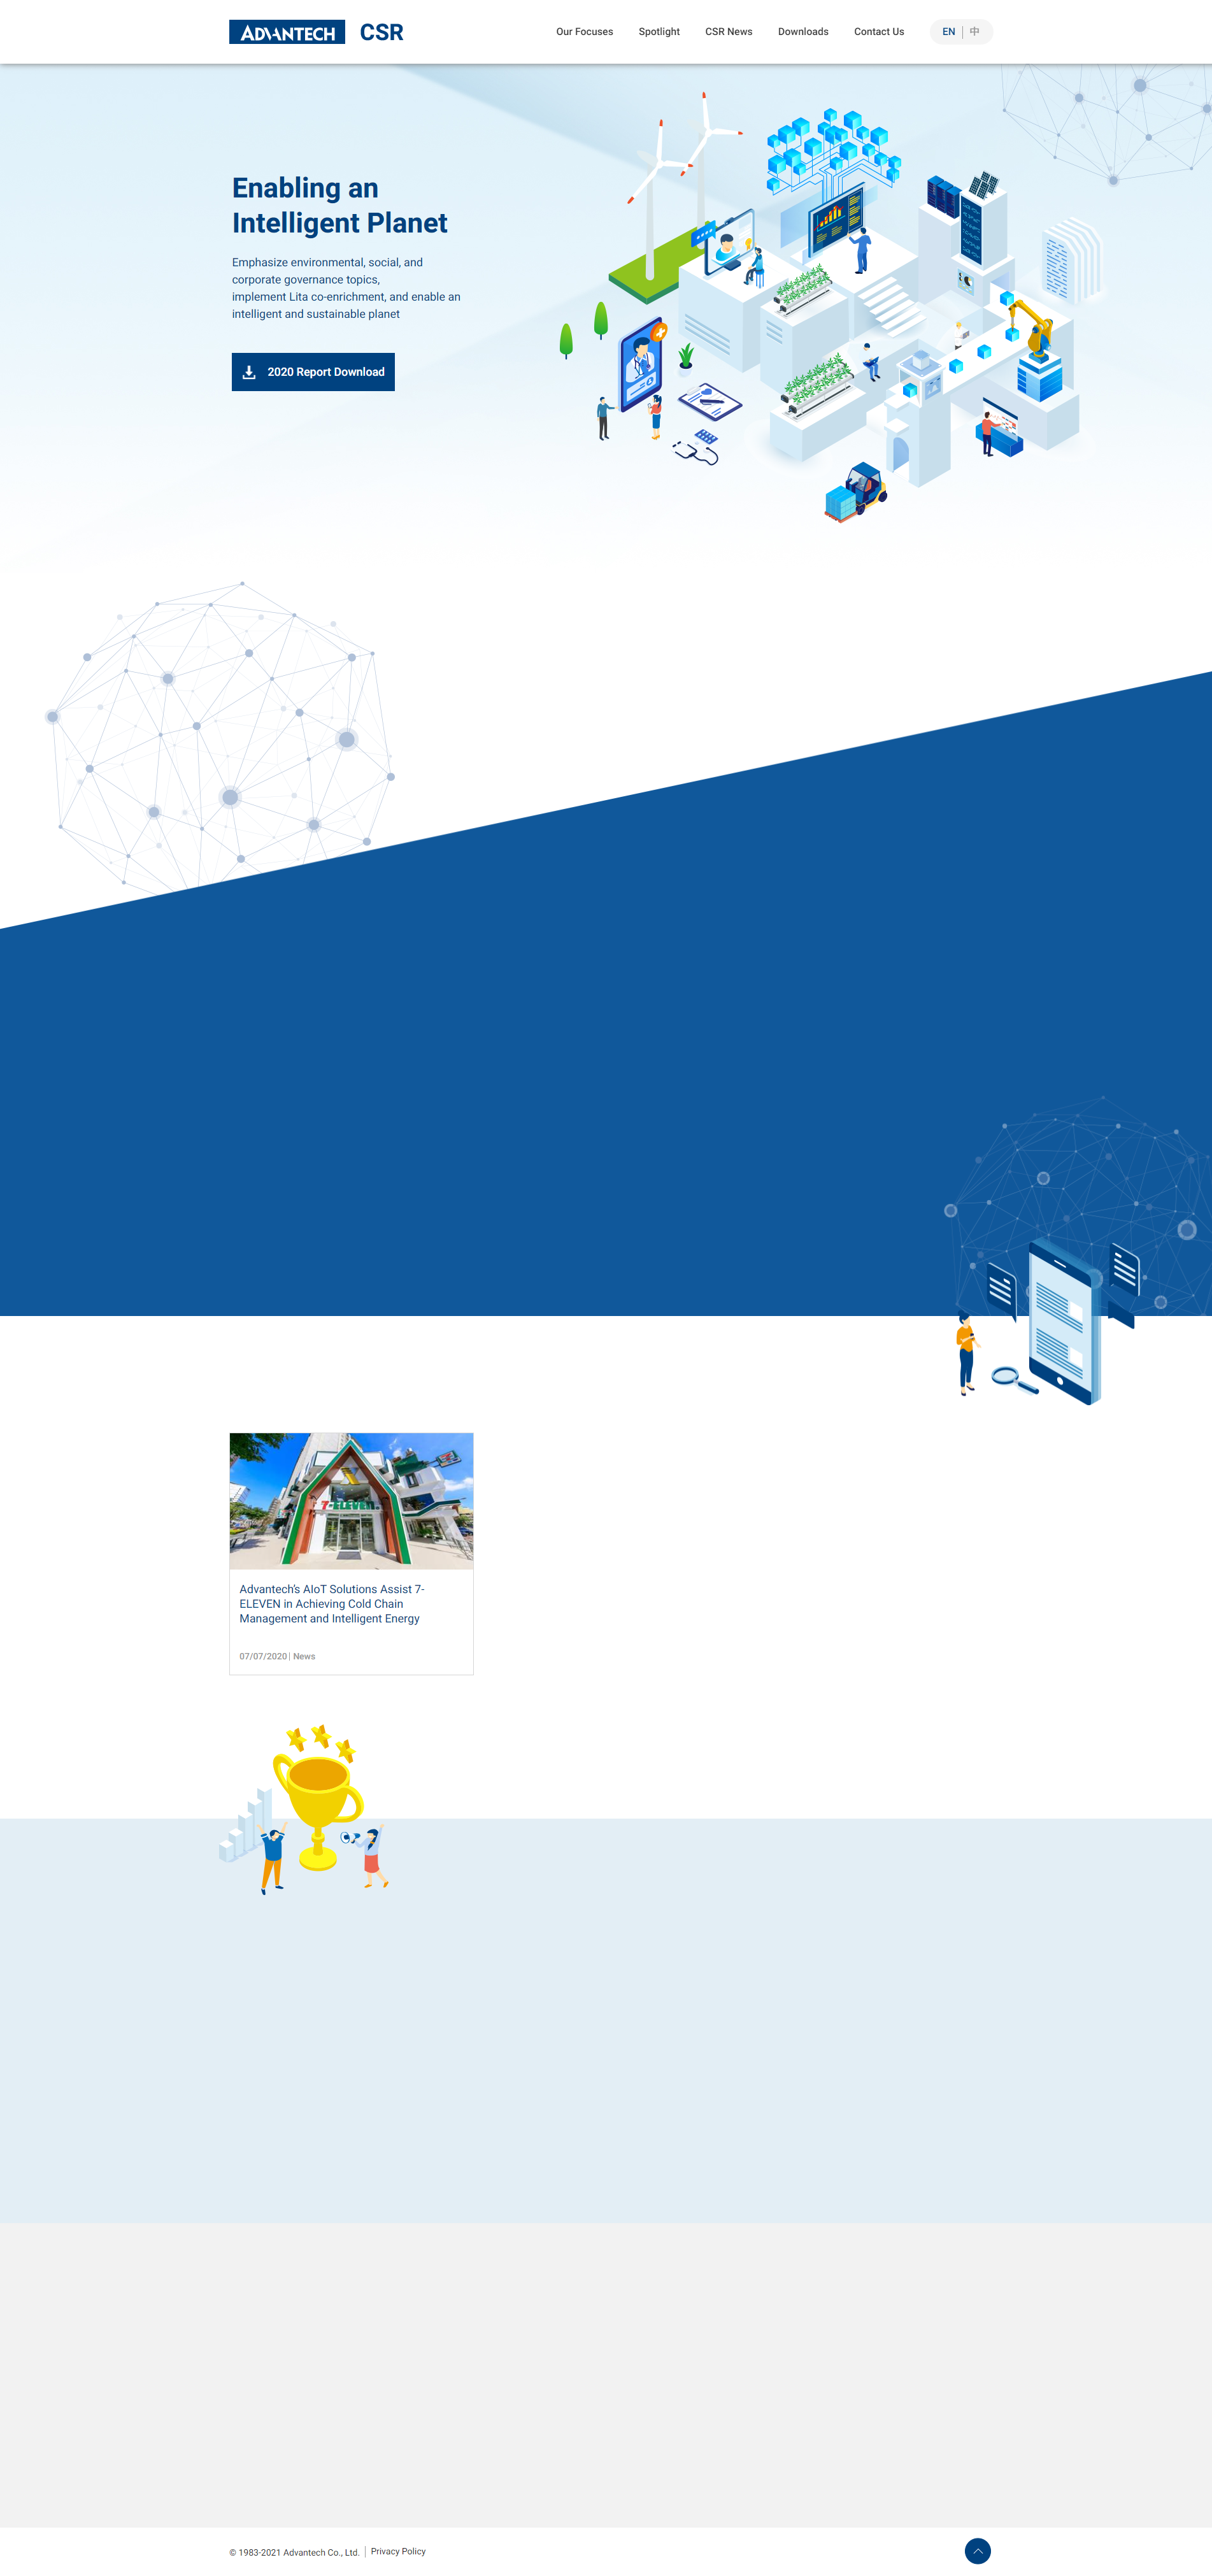 ADVANTECH CSR
Our Focuses Spotlight CSR News Downloads Contact Us EN 中
Enabling an
Intelligent Planet
Emphasize environmental, social, and
corporate governance topics,
implement Lita co-enrichment, and enable an
intelligent and sustainable planet
2020 Report Download
7-ELEVEN
Advantech's AIoT Solutions Assist 7-
ELEVEN in Achieving Cold Chain
Management and Intelligent Energy
07/07/2020 | News
© 1983-2021 Advantech Co., Ltd. | Privacy Policy